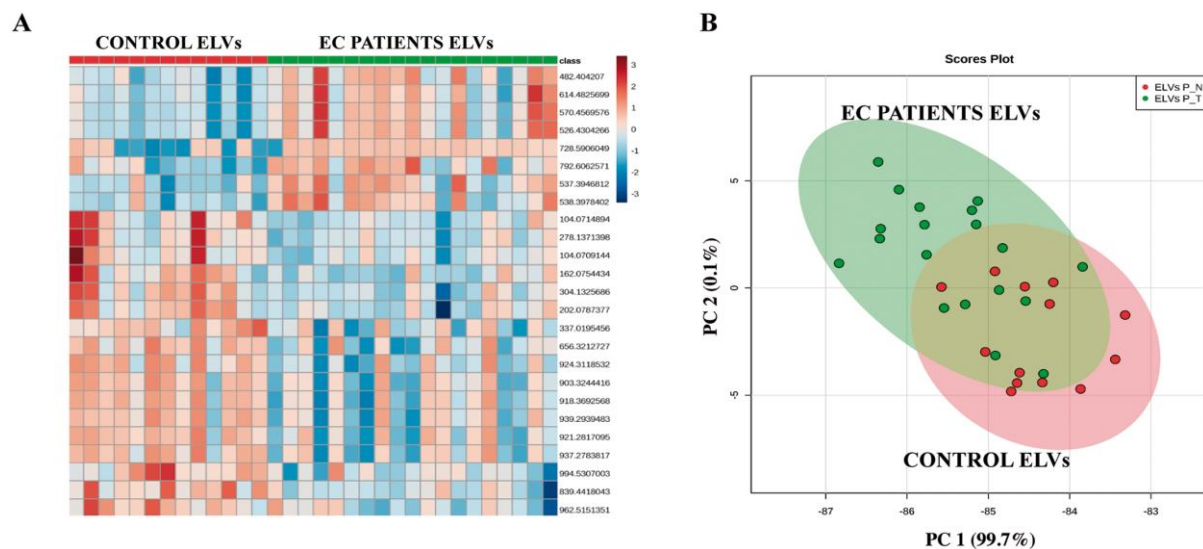 A
CONTROL ELVs EC PATIENTS ELVs
class
482.404207
614.4825699
570.4569576
526.4304266
728.5906049
792.6062571
537.3946812
538.3978402
104.0714894
278.1371398
104.0709144
162.0754434
304.1325686
202.0787377
337.0195456
656.3212727
924.3118532
903.3244416
918.3692568
939.2939483
921.2817095
937.2783817
994.5307003
839.4418043
962.5151351
3
2
1
0
-1
-2
-3
B
Scores Plot
ELVs P_N
ELVs P_T
EC PATIENTS ELVs
CONTROL ELVs
PC 2 (0.1%)
5
0
-5
-87 -86 -85 -84 -83
PC 1 (99.7%)